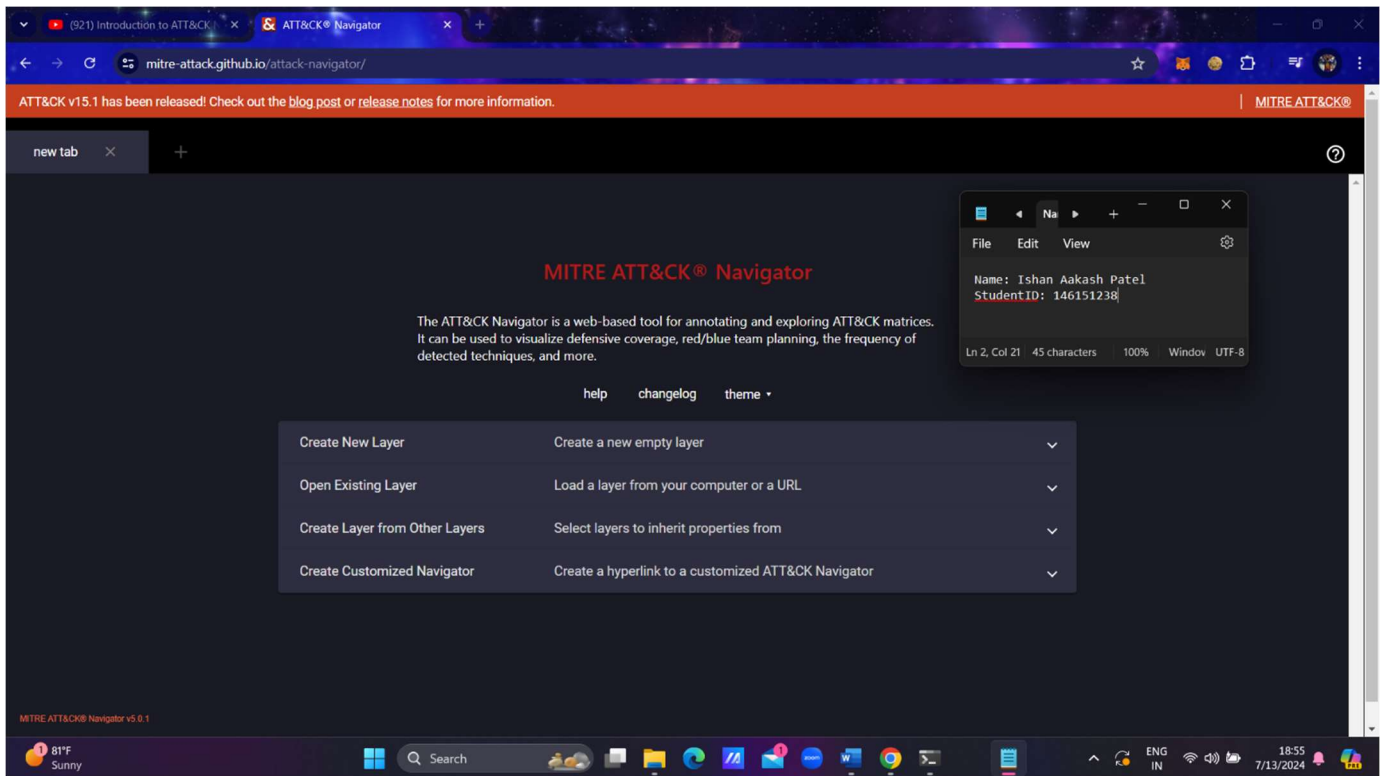 (921) Introduction to ATT&CK
ATT&CK® Navigator
mitre-attack.github.io/attack-navigator/
ATT&CK v15.1 has been released! Check out the blog post or release notes for more information.
MITRE ATT&CK®
new tab
Na
File Edit View
Name: Ishan Aakash Patel
StudentID: 146151238
Ln 2, Col 21 45 characters 100% Window UTF-8
MITRE ATT&CK® Navigator
The ATT&CK Navigator is a web-based tool for annotating and exploring ATT&CK matrices.
It can be used to visualize defensive coverage, red/blue team planning, the frequency of
detected techniques, and more.
help changelog theme
Create New Layer Create a new empty layer
Open Existing Layer Load a layer from your computer or a URL
Create Layer from Other Layers Select layers to inherit properties from
Create Customized Navigator Create a hyperlink to a customized ATT&CK Navigator
MITRE ATT&CK® Navigator v5.0.1
1 81°F
Sunny
Search
1
zoom
ENG
IN
18:55
7/13/2024
PRE